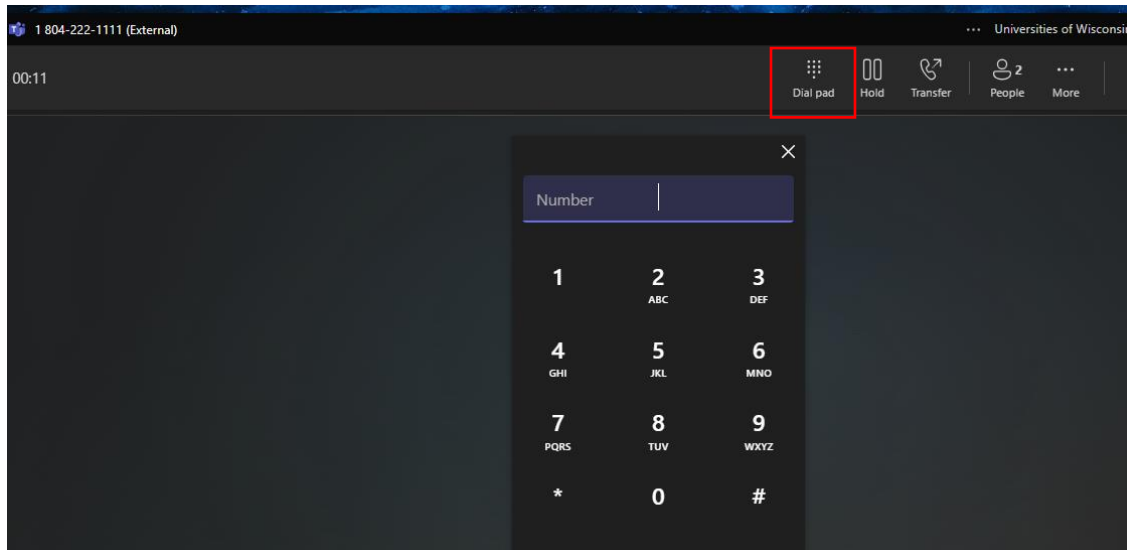 1 804-222-1111 (External)
··· Universities of Wisconsin
00:11
Dial pad Hold Transfer People 2 More
Number
1 2 3
ABC DEF
4 5 6
GHI JKL MNO
7 8 9
PQRS TUV WXYZ
* 0 #